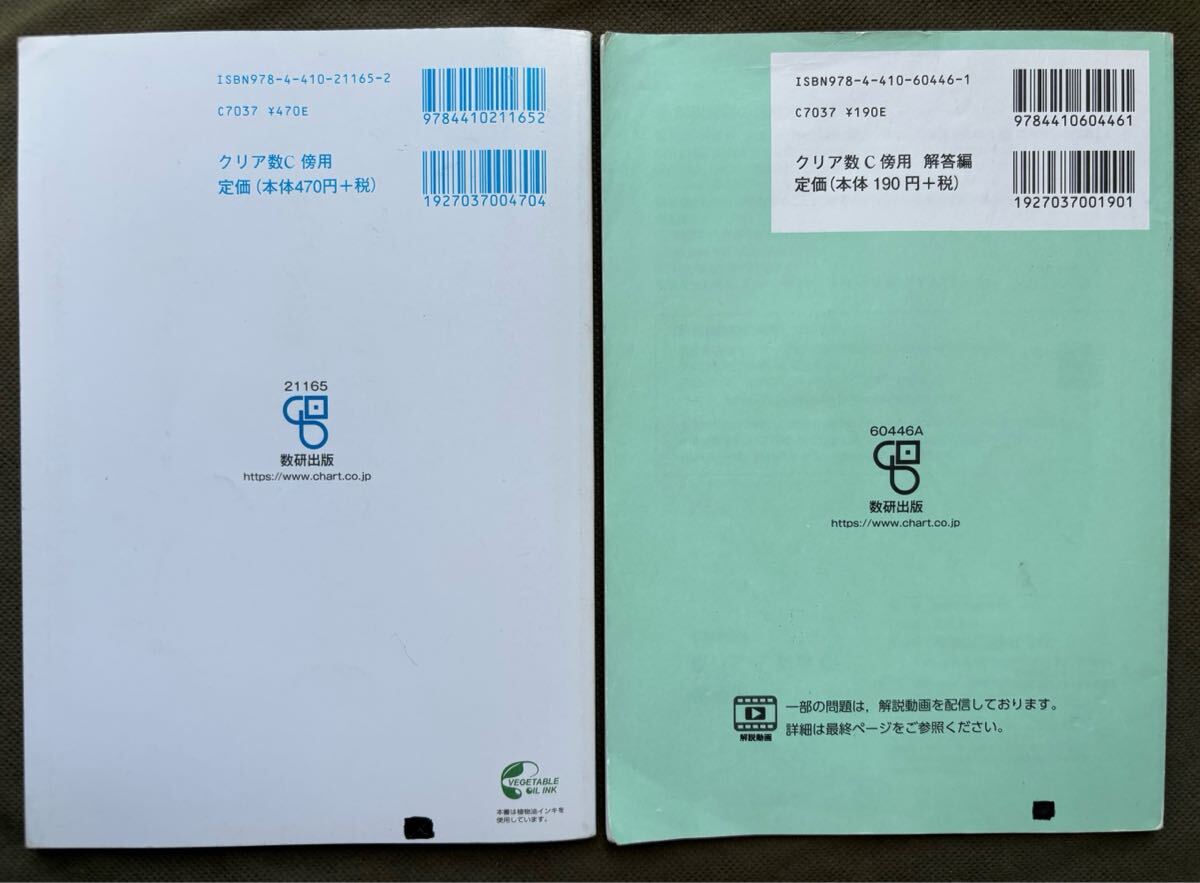 ISBN978-4-410-21165-2
C7037 ¥470E
9784410211652
クリア数C 傍用
定価(本体470円+税)
1927037004704
21165
数研出版
https://www.chart.co.jp
VEGETABLE
OIL INK
本書は植物油インキを
使用しています。
ISBN978-4-410-60446-1
C7037 ¥190E
9784410604461
クリア数C傍用 解答編
定価(本体190円+税)
1927037001901
60446A
数研出版
https://www.chart.co.jp
解説動画
一部の問題は,解説動画を配信しております。
詳細は最終ページをご参照ください。